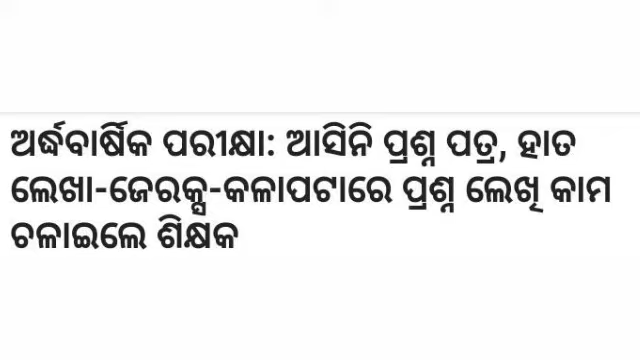 ଅର୍ଦ୍ଧବାର୍ଷିକ ପରୀକ୍ଷା: ଆସିନି ପ୍ରଶ୍ନ ପତ୍ର, ହାତ
ଲେଖା-ଜେରକ୍ସ-କଳାପଟାରେ ପ୍ରଶ୍ନ ଲେଖି କାମ
ଚଳାଇଲେ ଶିକ୍ଷକ